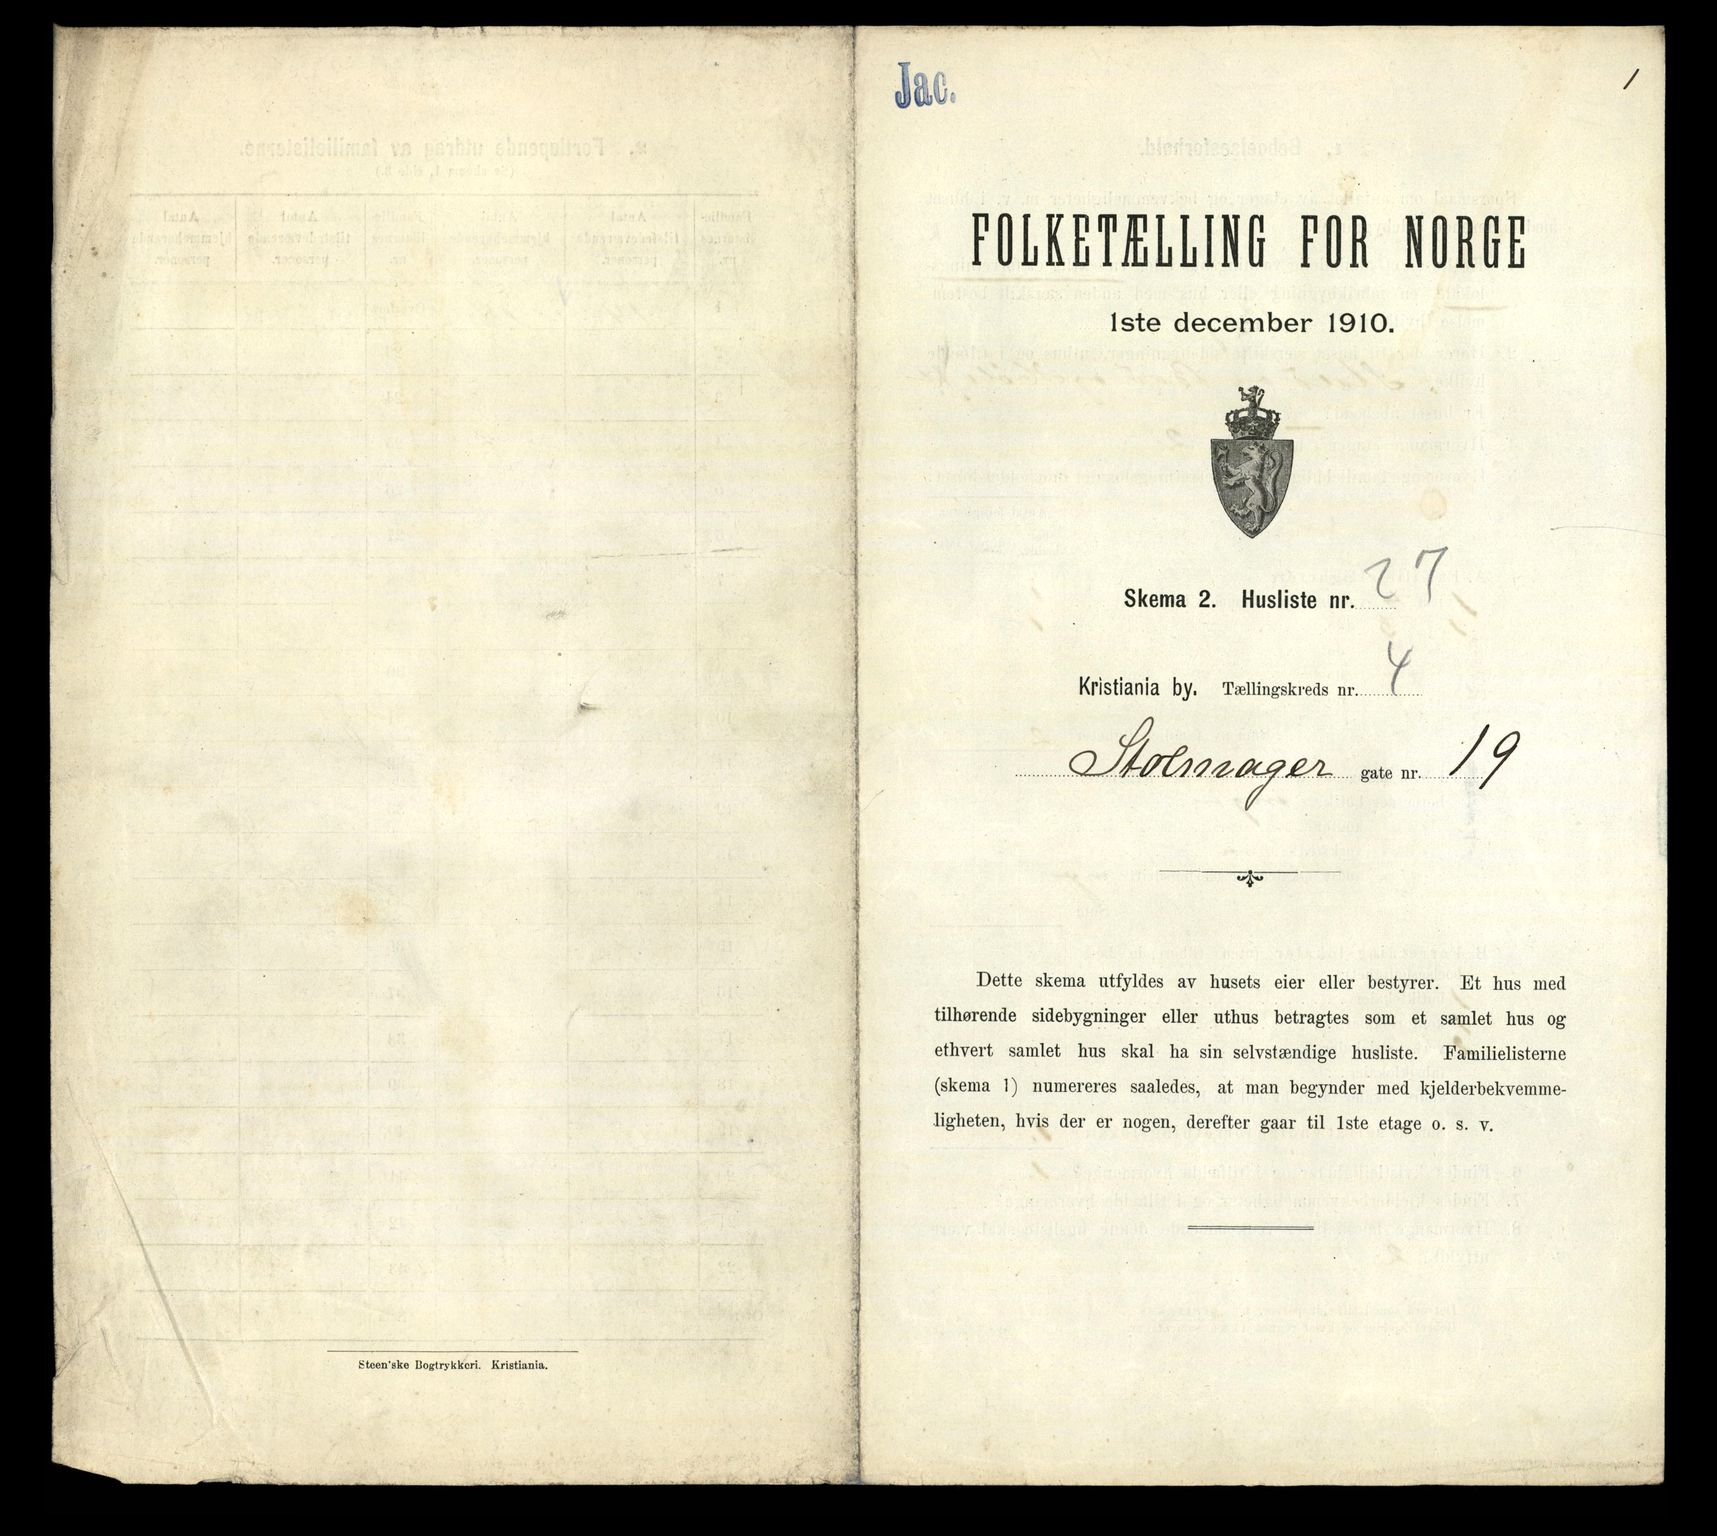 Jac.
1
FOLKETÆLLING FOR NORGE
1ste december 1910.
Skema 2. Husliste nr. 27
Kristiania by. Tællingskreds nr. 4
Stolmager gate nr. 19
Dette skema utfyldes av husets eier eller bestyrer. Et hus med
tilhørende sidebygninger eller uthus betragtes som et samlet hus og
ethvert samlet hus skal ha sin selvstændige husliste. Familielisterne
(skema 1) numereres saaledes, at man begynder med kjelderbekvemme-
ligheten, hvis der er nogen, derefter gaar til 1ste etage o. s. v.
Steen'ske Bogtrykkeri. Kristiania.